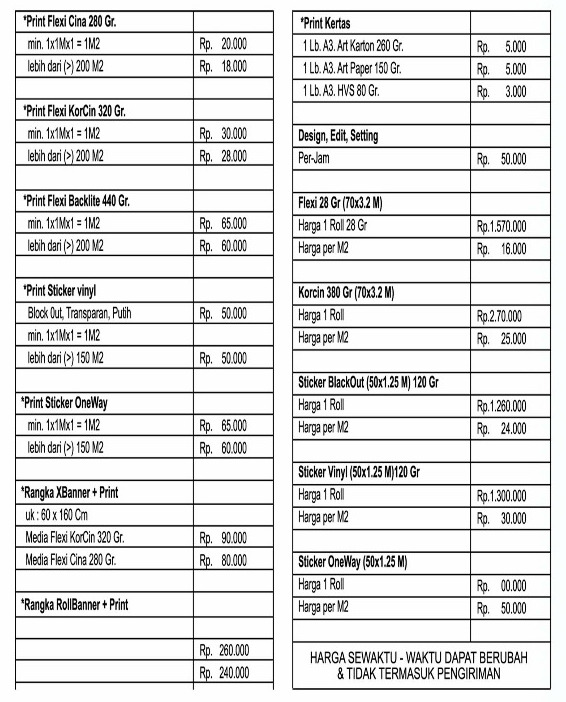 *Print Flexi Cina 280 Gr.
min. 1x1Mx1 = 1M2 Rp. 20.000
lebih dari (>) 200 M2 Rp. 18.000
*Print Flexi KorCin 320 Gr.
min. 1x1Mx1 = 1M2 Rp. 30.000
lebih dari (>) 200 M2 Rp. 28.000
*Print Flexi Backlite 440 Gr.
min. 1x1Mx1 = 1M2 Rp. 65.000
lebih dari (>) 200 M2 Rp. 60.000
*Print Sticker vinyl
Block 0ut, Transparan, Putih Rp. 50.000
min. 1x1Mx1 = 1M2
lebih dari (>) 150 M2 Rp. 50.000
*Print Sticker OneWay
min. 1x1Mx1 = 1M2 Rp. 65.000
lebih dari (>) 150 M2 Rp. 60.000
*Rangka XBanner + Print
uk : 60 x 160 Cm
Media Flexi KorCin 320 Gr. Rp. 90.000
Media Flexi Cina 280 Gr. Rp. 80.000
*Rangka RollBanner + Print
Rp. 260.000
Rp. 240.000
*Print Kertas
1 Lb. A3. Art Karton 260 Gr. Rp. 5.000
1 Lb. A3. Art Paper 150 Gr. Rp. 5.000
1 Lb. A3. HVS 80 Gr. Rp. 3.000
Design, Edit, Setting
Per-Jam Rp. 50.000
Flexi 28 Gr (70x3.2 M)
Harga 1 Roll 28 Gr Rp.1.570.000
Harga per M2 Rp. 16.000
Korcin 380 Gr (70x3.2 M)
Harga 1 Roll Rp.2.70.000
Harga per M2 Rp. 25.000
Sticker BlackOut (50x1.25 M) 120 Gr
Harga 1 Roll Rp.1.260.000
Harga per M2 Rp. 24.000
Sticker Vinyl (50x1.25 M)120 Gr
Harga 1 Roll Rp.1.300.000
Harga per M2 Rp. 30.000
Sticker OneWay (50x1.25 M)
Harga 1 Roll Rp. 00.000
Harga per M2 Rp. 50.000
HARGA SEWAKTU - WAKTU DAPAT BERUBAH
& TIDAK TERMASUK PENGIRIMAN